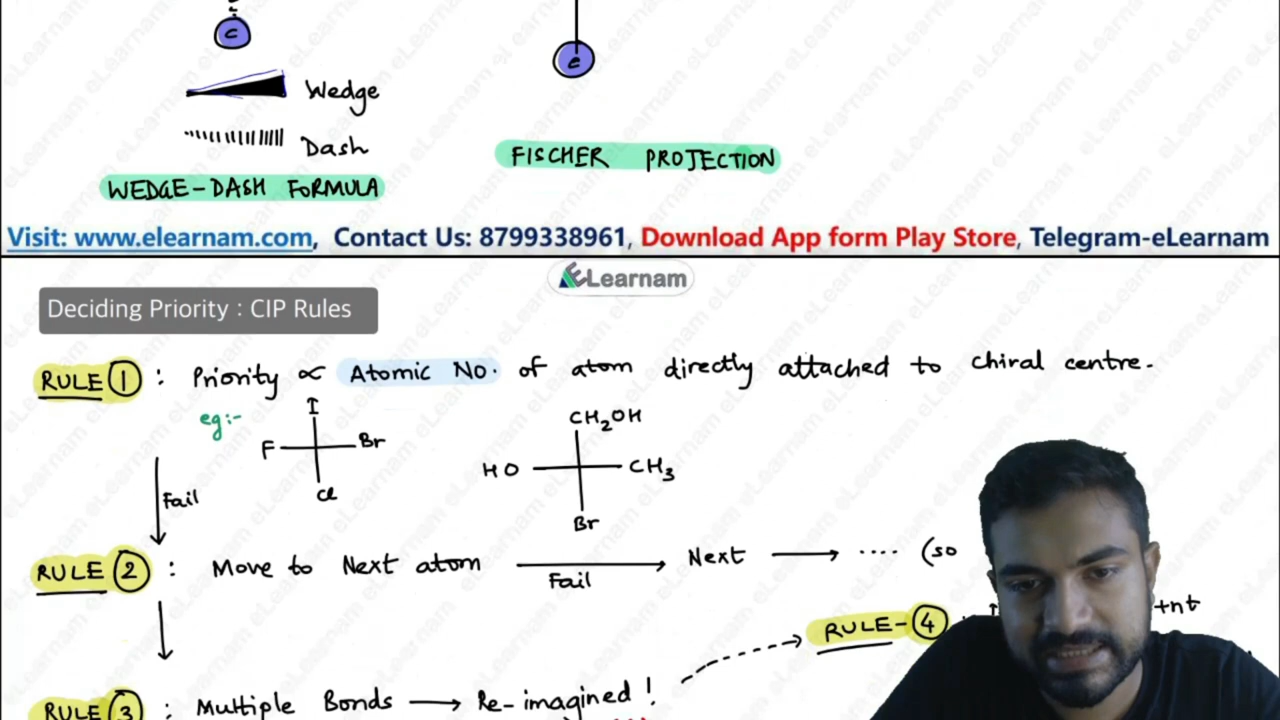 c
e
Wedge
Dash
FISCHER PROJECTION
WEDGE-DASH FORMULA
Visit: www.elearnam.com, Contact Us: 8799338961, Download App form Play Store, Telegram-eLearnam
ELearnam
Deciding Priority : CIP Rules
RULE 1 : Priority ∝ Atomic No. of atom directly attached to chiral centre.
eg:-
I
F Br
Cl
CH2OH
HO CH3
Br
Fail
RULE 2 : Move to Next atom Fail Next .... (so
RULE-4 : +nt
RULE 3 : Multiple Bonds Re-imagined !